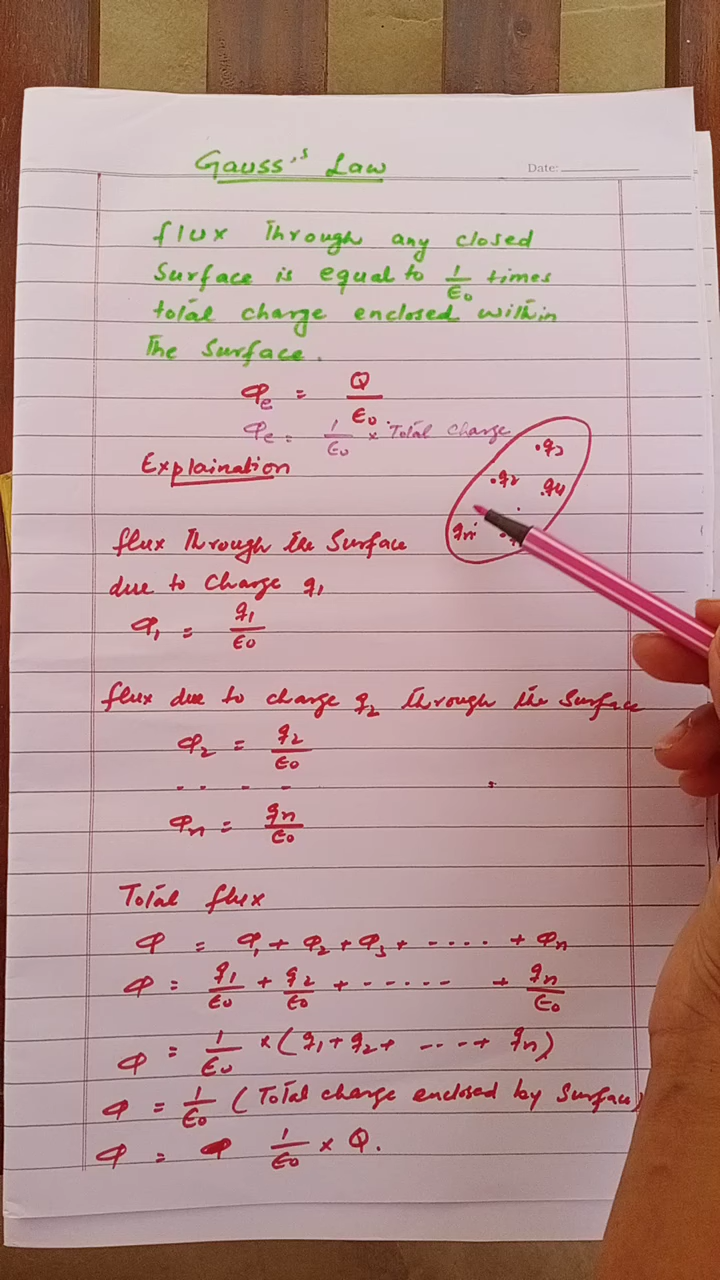 Gauss's Law
Date:
flux Through any closed
Surface is equal to 1/ε₀ times
total charge enclosed within
The Surface.
Φe = Q/ε₀.
Φe = 1/ε₀ × Total Charge
Explaination
.q3
.q2 .q4
qn.
flux Through the Surface
due to Charge q₁
Φ₁ = q₁/ε₀
flux due to charge q₂ through the Surface
Φ₂ = q₂/ε₀
- - - - -
Φn = qn/ε₀
Total flux
Φ = Φ₁ + Φ₂ + Φ₃ + ..... + Φn
Φ = q₁/ε₀ + q₂/ε₀ + ------ + qn/ε₀
Φ = 1/ε₀ × (q₁ + q₂ + ---- + qn)
Φ = 1/ε₀ (Total charge enclosed by Surface)
Φ = 1/ε₀ × Q.